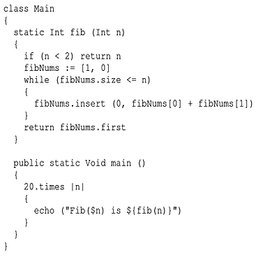 class Main
{
  static Int fib (Int n)
  {
    if (n < 2) return n
    fibNums := [1, 0]
    while (fibNums.size <= n)
    {
      fibNums.insert (0, fibNums[0] + fibNums[1])
    }
    return fibNums.first
  }

  public static Void main ()
  {
    20.times |n|
    {
      echo ("Fib($n) is ${fib(n)}")
    }
  }
}